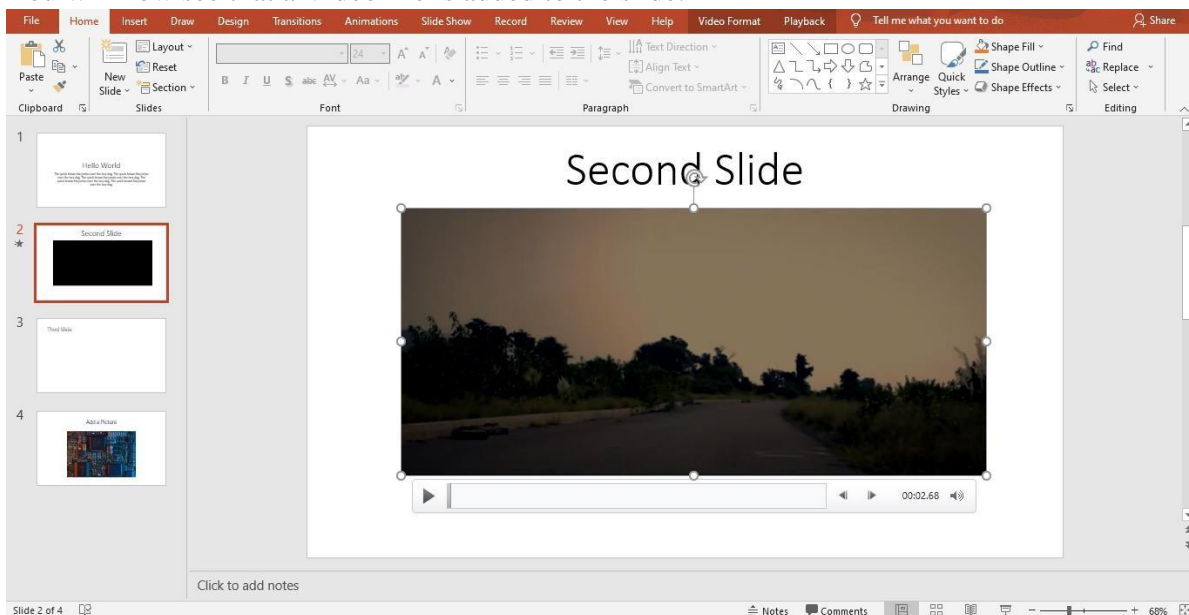 File Home Insert Draw Design Transitions Animations Slide Show Record Review View Help Video Format Playback Tell me what you want to do Share
Paste
New Slide
Layout
Reset
Section
24
B I U S abc AV Aa A
Text Direction
Align Text
Convert to SmartArt
Arrange
Quick Styles
Shape Fill
Shape Outline
Shape Effects
Find
Replace
Select
Clipboard Slides Font Paragraph Drawing Editing
1
Hello World
2
Second Slide
3
Third Slide
4
Add a Picture
Second Slide
00:02.68
Click to add notes
Slide 2 of 4 Notes Comments 68%